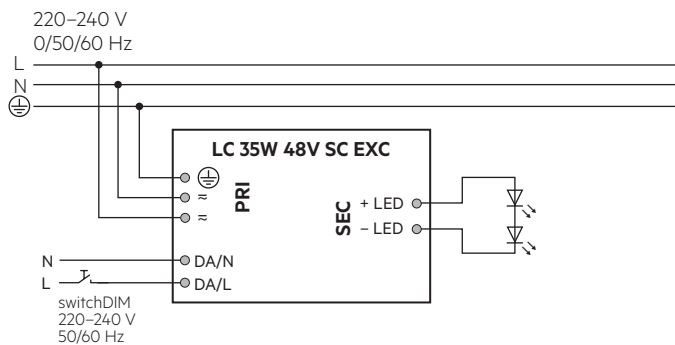 220–240 V
0/50/60 Hz
L
N
LC 35W 48V SC EXC
PRI
≂
≂
SEC
+ LED
– LED
N
DA/N
L
DA/L
switchDIM
220–240 V
50/60 Hz